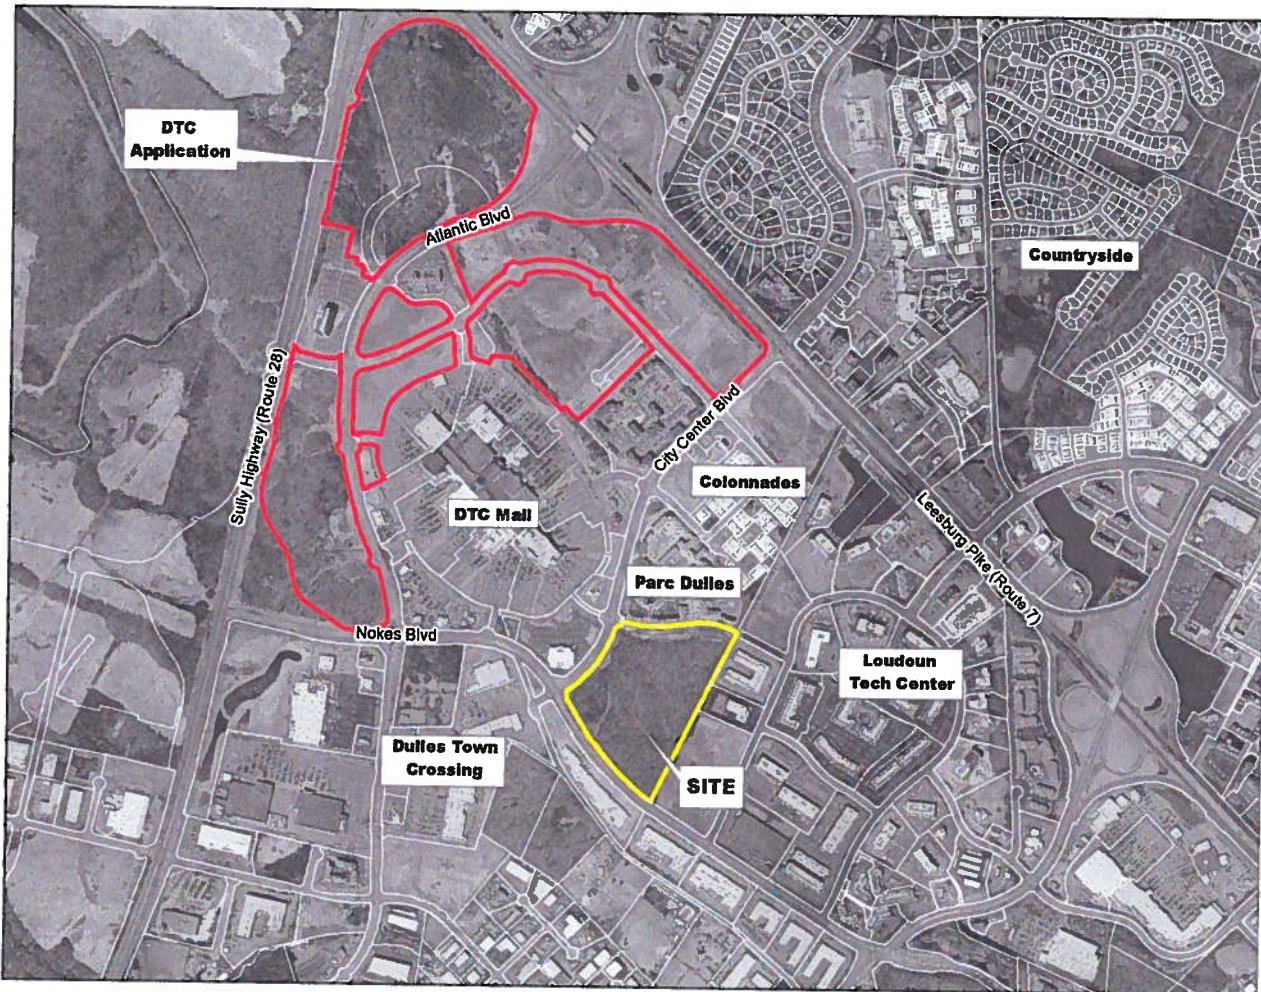 DTC
Application
Atlantic Blvd
Countryside
Sully Highway (Route 28)
City Center Blvd
Colonnades
DTC Mall
Leesburg Pike (Route 7)
Parc Dulles
Nokes Blvd
Loudoun
Tech Center
Dulles Town
Crossing
SITE